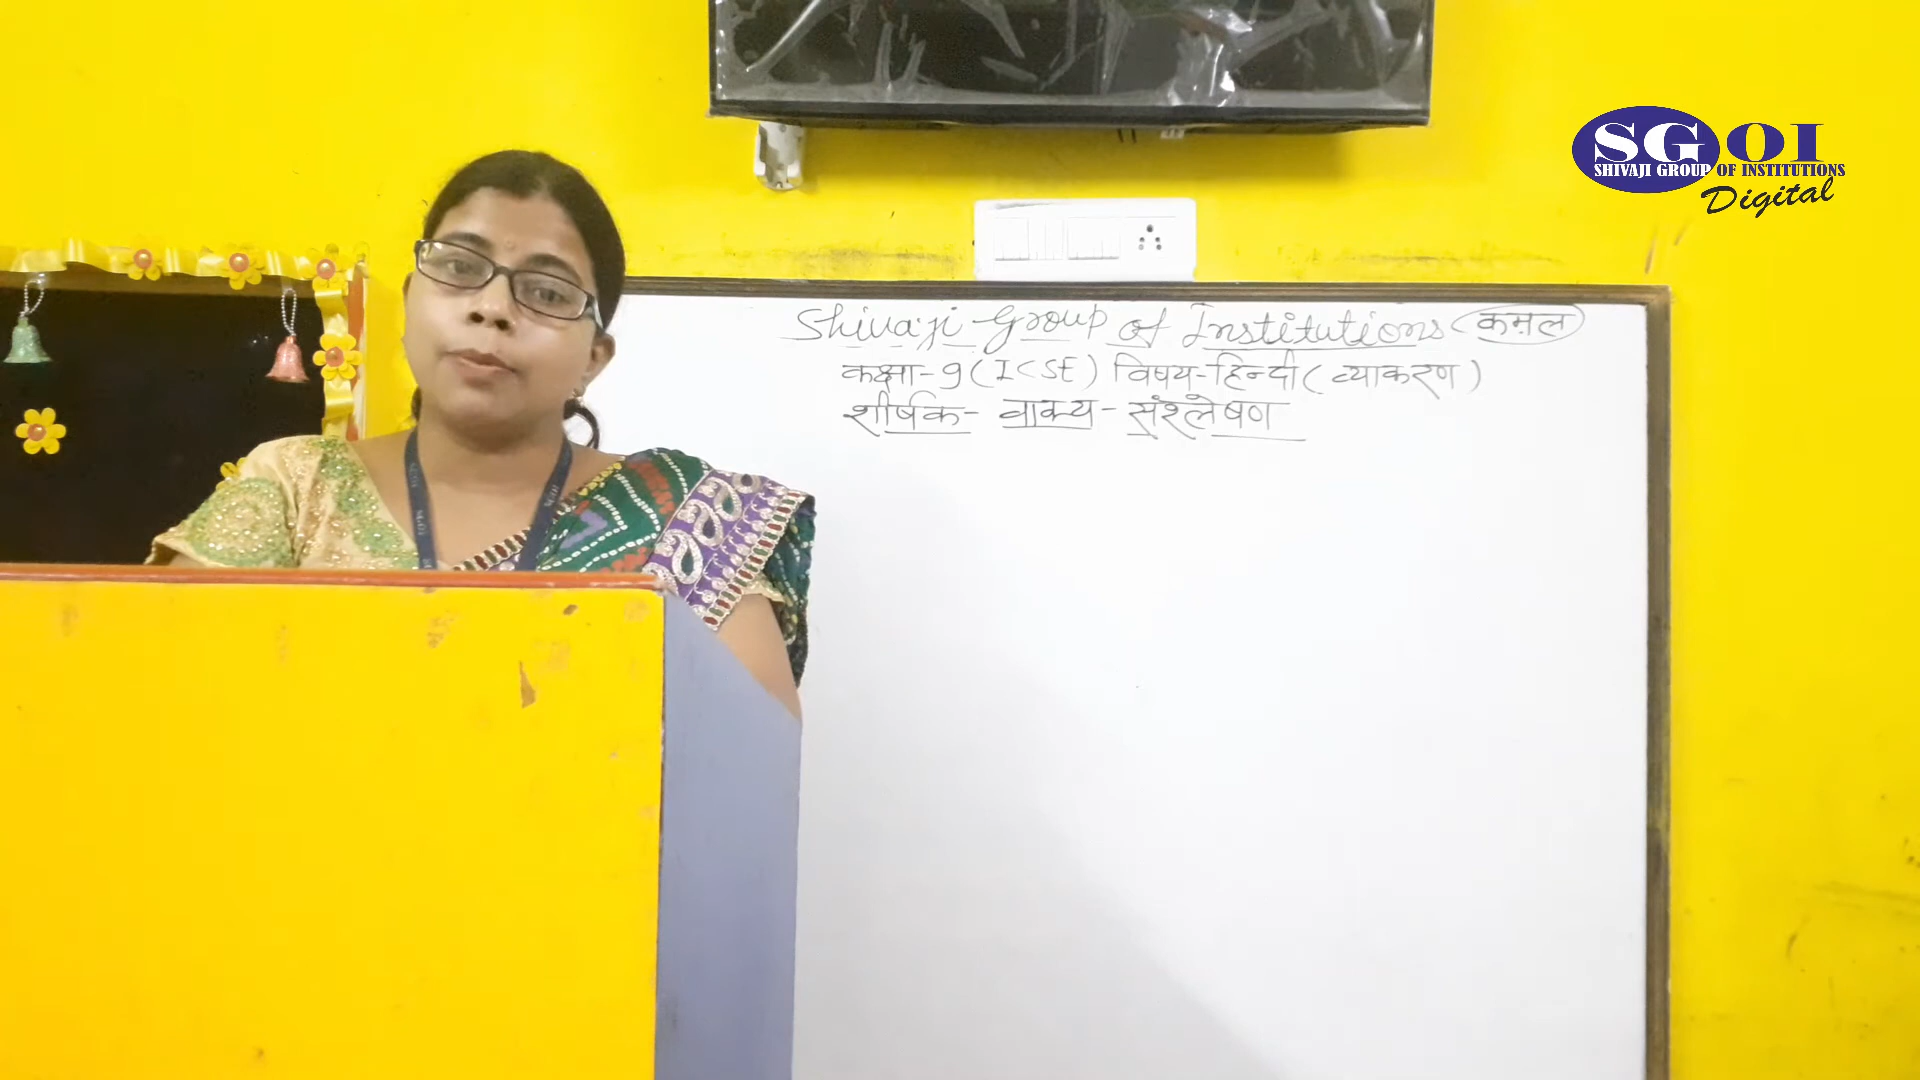 SGOI
SHIVAJI GROUP OF INSTITUTIONS
Digital
Shivaji Group of Institutions कमल
कक्षा-9 (ICSE) विषय-हिन्दी (व्याकरण)
शीर्षक- वाक्य-संश्लेषण